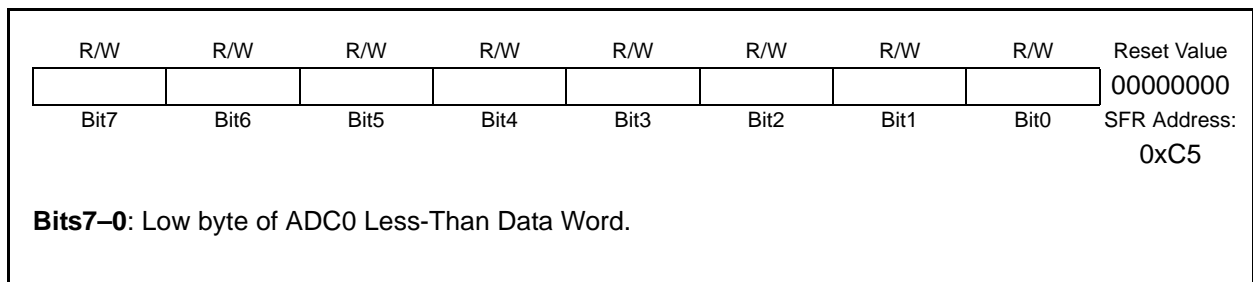 R/W R/W R/W R/W R/W R/W R/W R/W Reset Value
00000000
Bit7 Bit6 Bit5 Bit4 Bit3 Bit2 Bit1 Bit0 SFR Address:
0xC5
Bits7–0: Low byte of ADC0 Less-Than Data Word.